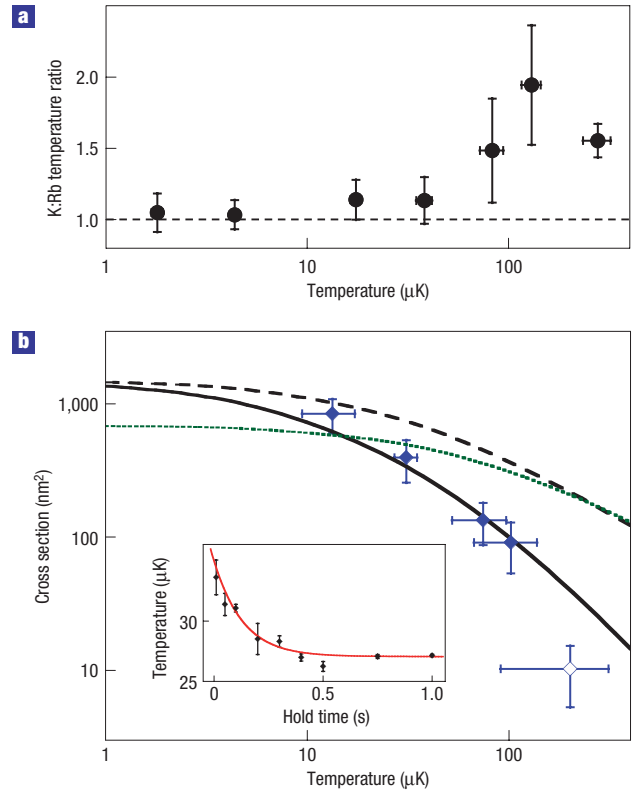 a
K:Rb temperature ratio
2.0
1.5
1.0
1
10
100
Temperature (μK)
b
Cross section (nm²)
1,000
100
10
Temperature (μK)
30
25
0
0.5
1.0
Hold time (s)
1
10
100
Temperature (μK)